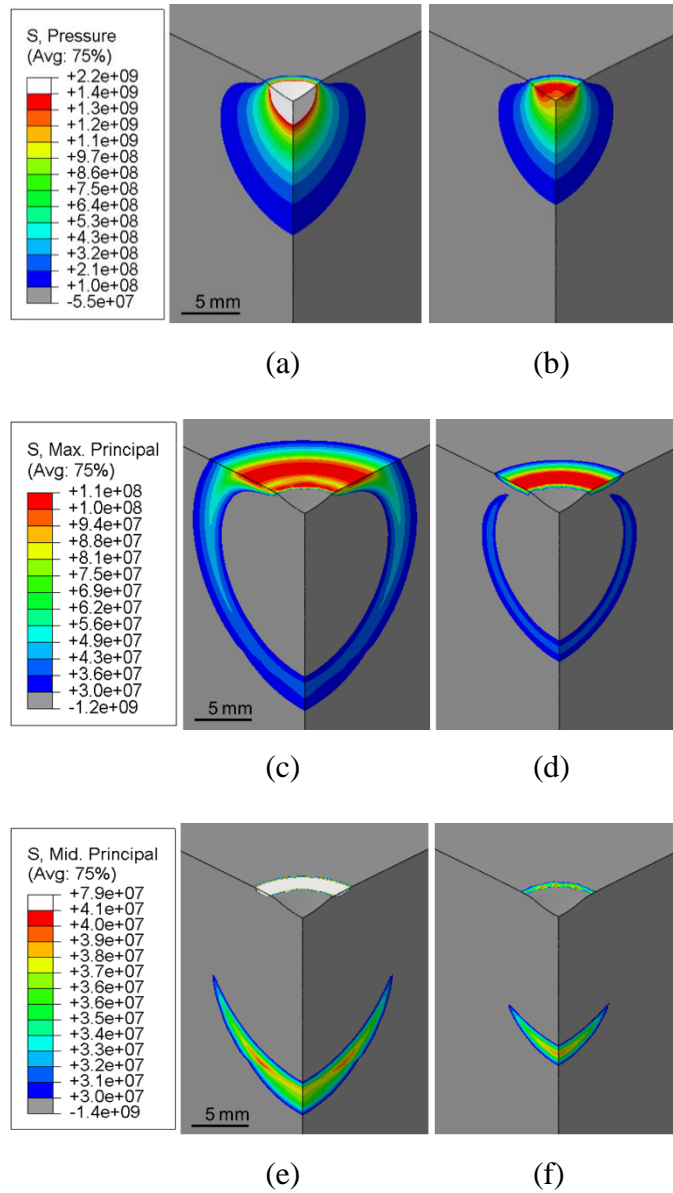 S, Pressure
(Avg: 75%)
+2.2e+09
+1.4e+09
+1.3e+09
+1.2e+09
+1.1e+09
+9.7e+08
+8.6e+08
+7.5e+08
+6.4e+08
+5.3e+08
+4.3e+08
+3.2e+08
+2.1e+08
+1.0e+08
-5.5e+07
5 mm
(a)
(b)
S, Max. Principal
(Avg: 75%)
+1.1e+08
+1.0e+08
+9.4e+07
+8.8e+07
+8.1e+07
+7.5e+07
+6.9e+07
+6.2e+07
+5.6e+07
+4.9e+07
+4.3e+07
+3.6e+07
+3.0e+07
-1.2e+09
5 mm
(c)
(d)
S, Mid. Principal
(Avg: 75%)
+7.9e+07
+4.1e+07
+4.0e+07
+3.9e+07
+3.8e+07
+3.7e+07
+3.6e+07
+3.6e+07
+3.5e+07
+3.4e+07
+3.3e+07
+3.2e+07
+3.1e+07
+3.0e+07
-1.4e+09
5 mm
(e)
(f)